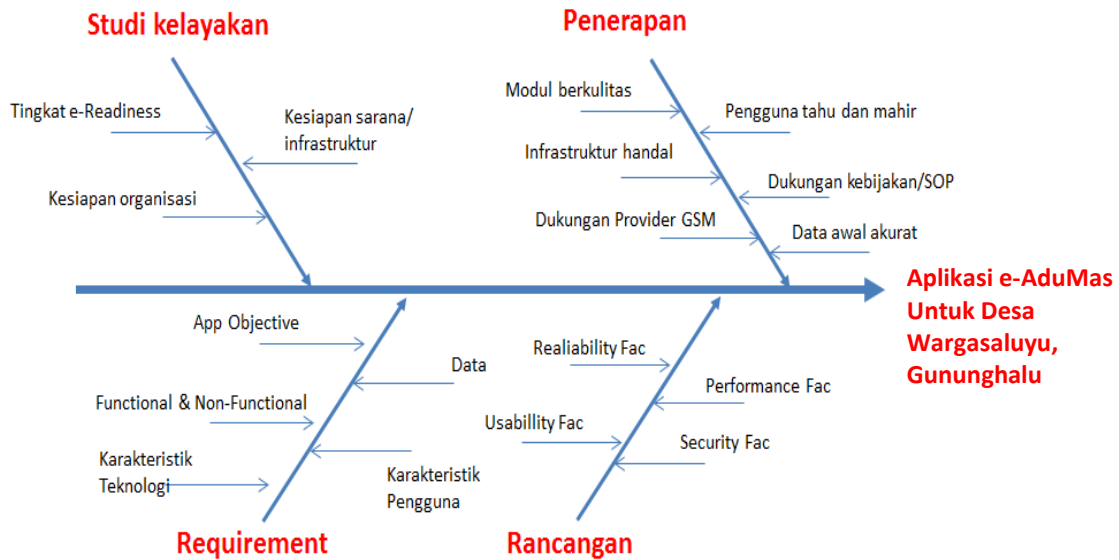 Studi kelayakan
Penerapan
Tingkat e-Readiness
Kesiapan sarana/
infrastruktur
Kesiapan organisasi
Modul berkulitas
Pengguna tahu dan mahir
Infrastruktur handal
Dukungan kebijakan/SOP
Dukungan Provider GSM
Data awal akurat
Aplikasi e-AduMas
Untuk Desa
Wargasaluyu,
Gununghalu
App Objective
Data
Functional & Non-Functional
Karakteristik
Teknologi
Karakteristik
Pengguna
Realiability Fac
Performance Fac
Usabillity Fac
Security Fac
Requirement
Rancangan